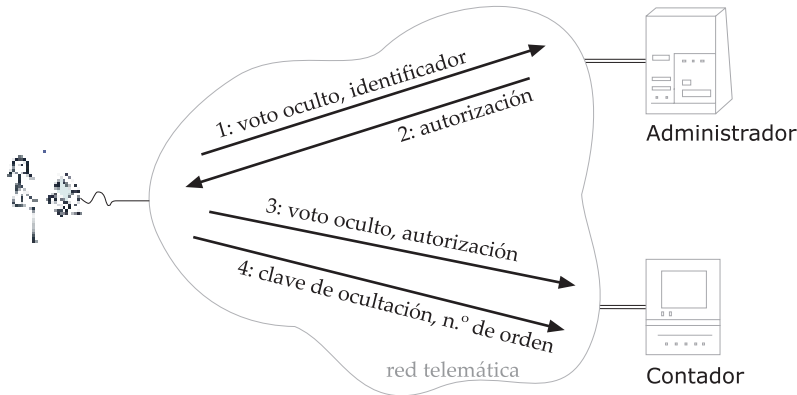 1: voto oculto, identificador
2: autorización
Administrador
3: voto oculto, autorización
4: clave de ocultación, n.º de orden
red telemática
Contador